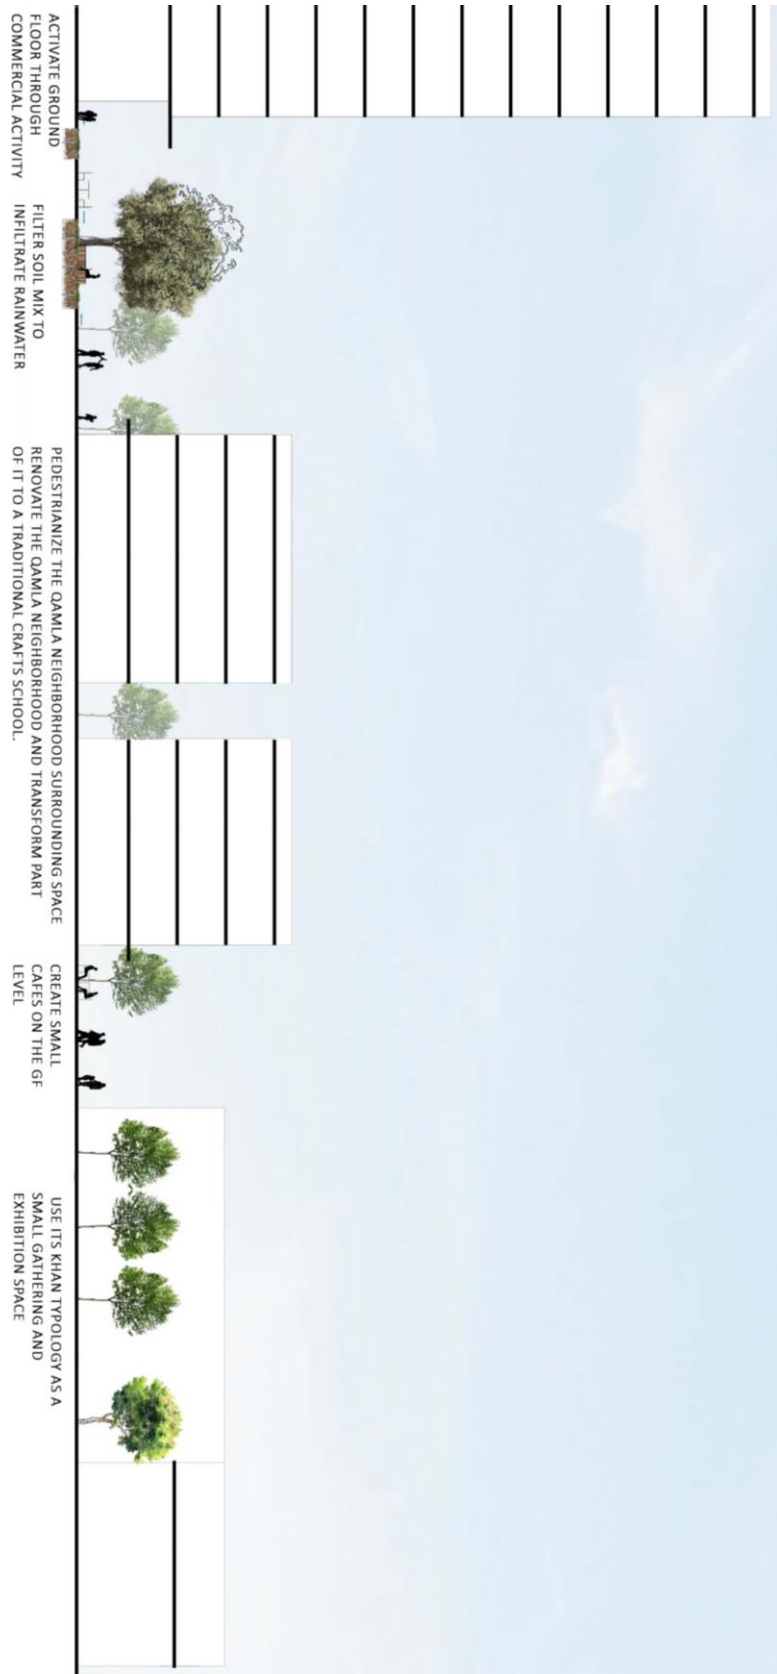 ACTIVATE GROUND
FLOOR THROUGH
COMMERCIAL ACTIVITY
FILTER SOIL MIX TO
INFILTRATE RAINWATER
PEDESTRIANIZE THE QAMLA NEIGHBORHOOD SURROUNDING SPACE
RENOVATE THE QAMLA NEIGHBORHOOD AND TRANSFORM PART
OF IT TO A TRADITIONAL CRAFTS SCHOOL.
CREATE SMALL
CAFES ON THE GF
LEVEL
USE ITS KHAN TYPOLOGY AS A
SMALL GATHERING AND
EXHIBITION SPACE